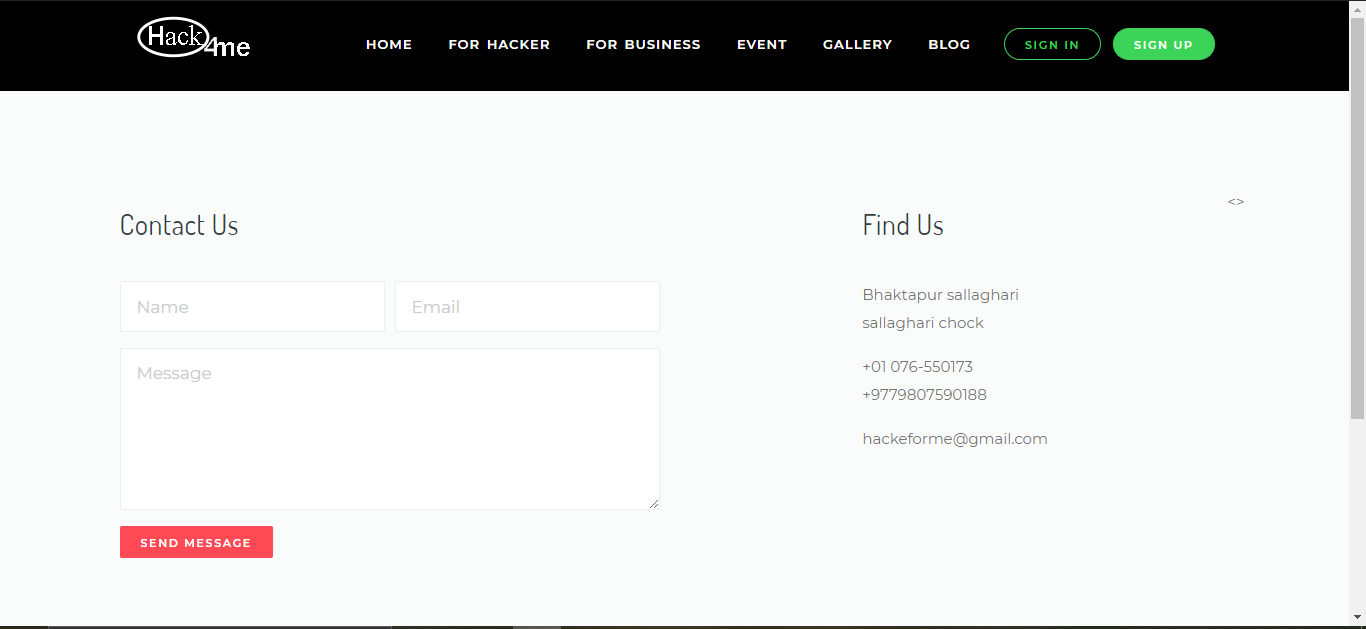 Hack4me
HOME FOR HACKER FOR BUSINESS EVENT GALLERY BLOG SIGN IN SIGN UP
<>
Contact Us
Name Email
Message
SEND MESSAGE
Find Us
Bhaktapur sallaghari
sallaghari chock
+01 076-550173
+9779807590188
hackeforme@gmail.com